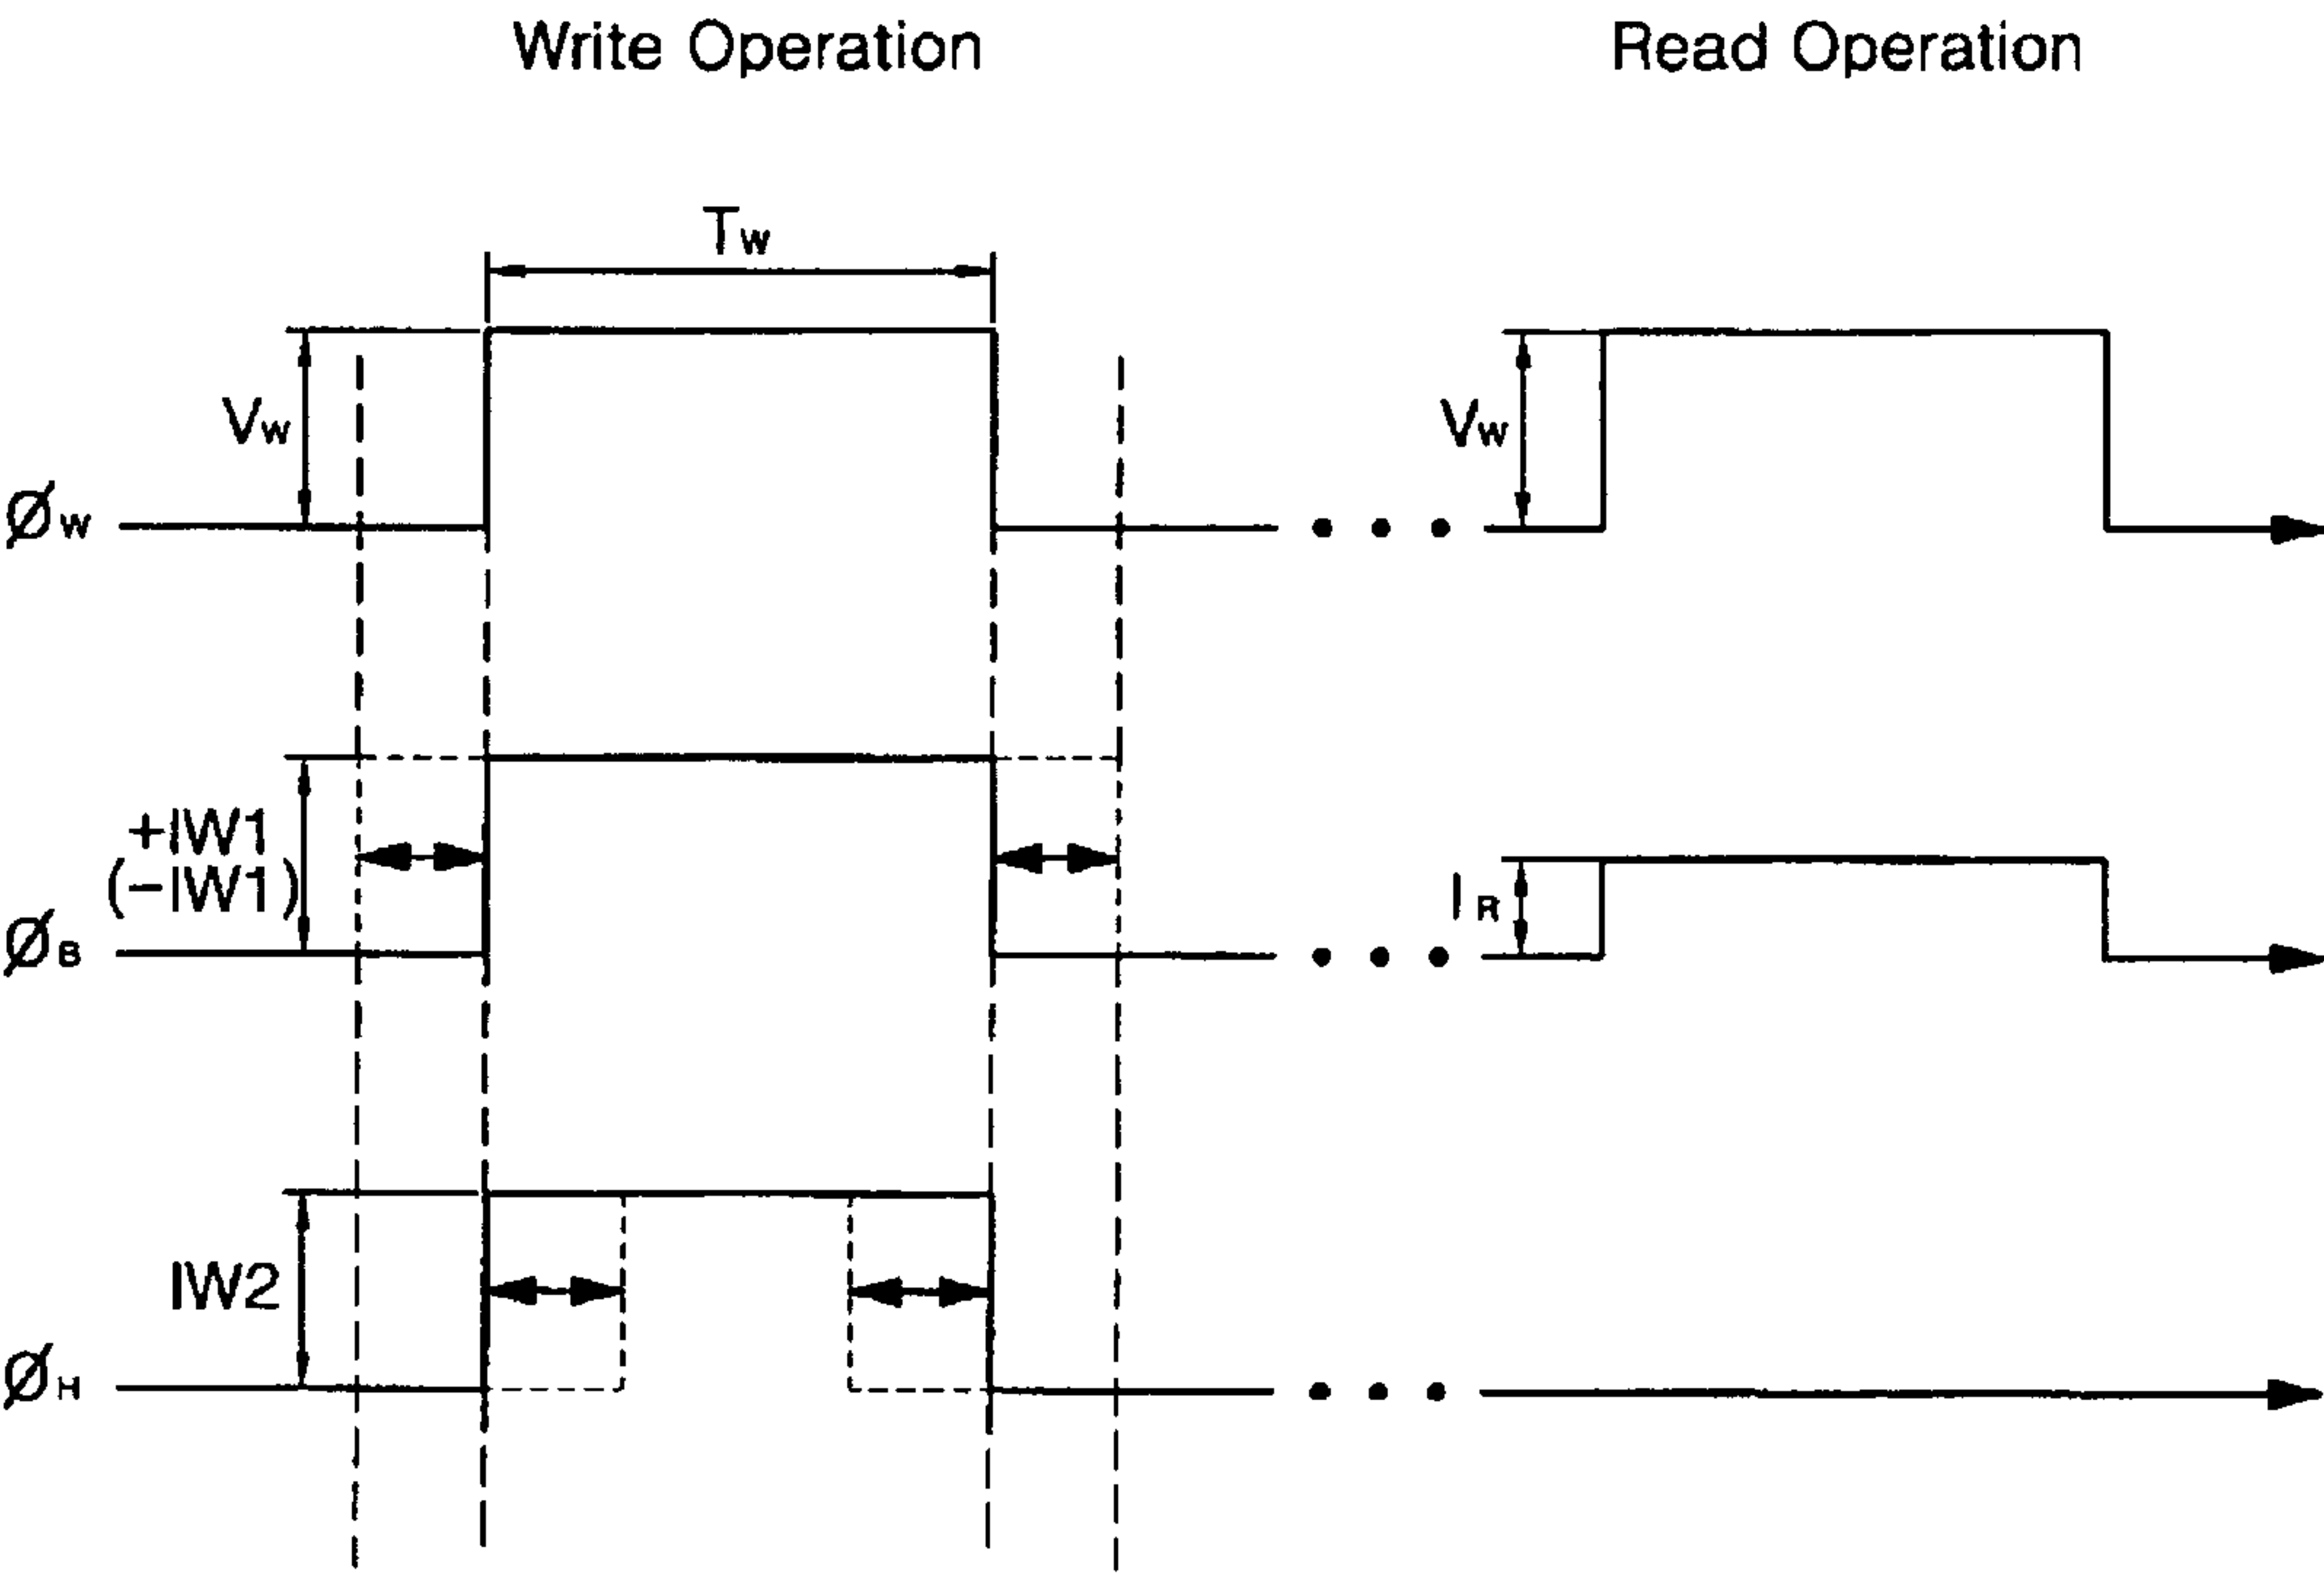 Write Operation
Read Operation
Tw
Vw
Vw
Øw
+IW1
(-IW1)
IR
ØB
IW2
ØH